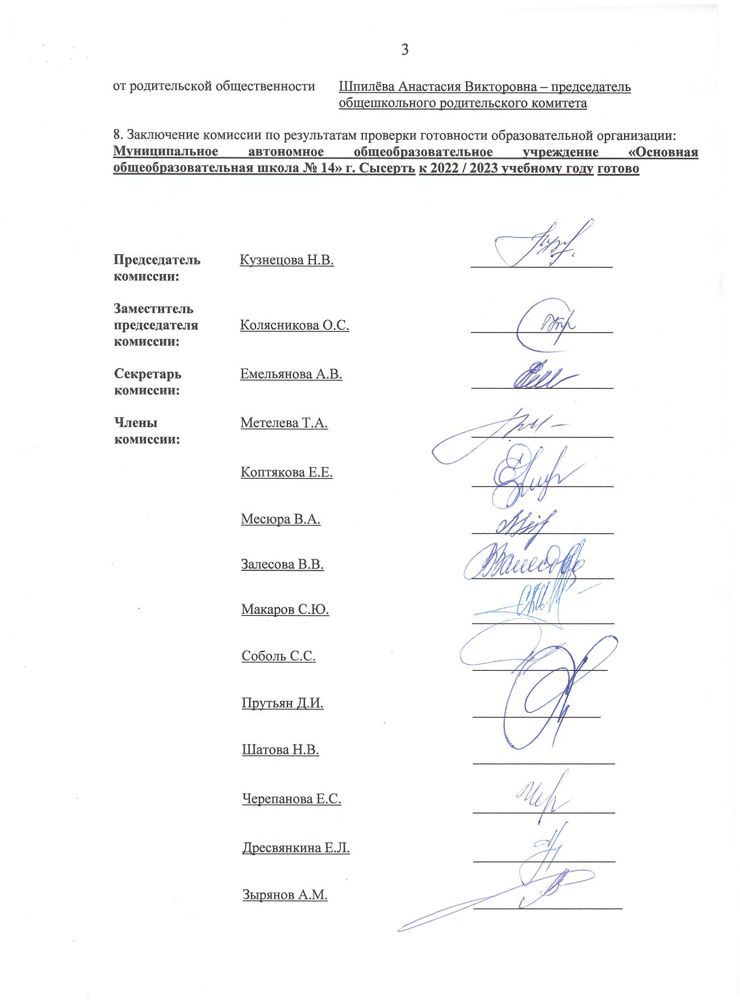 3
от родительской общественности Шпилёва Анастасия Викторовна – председатель
общешкольного родительского комитета
8. Заключение комиссии по результатам проверки готовности образовательной организации:
Муниципальное автономное общеобразовательное учреждение «Основная
общеобразовательная школа № 14» г. Сысерть к 2022 / 2023 учебному году готово
Председатель Кузнецова Н.В.
комиссии:
Заместитель
председателя Колясникова О.С.
комиссии:
Секретарь Емельянова А.В.
комиссии:
Члены Метелева Т.А.
комиссии:
Коптякова Е.Е.
Месюра В.А.
Залесова В.В.
Макаров С.Ю.
Соболь С.С.
Прутьян Д.И.
Шатова Н.В.
Черепанова Е.С.
Дресвянкина Е.Л.
Зырянов А.М.